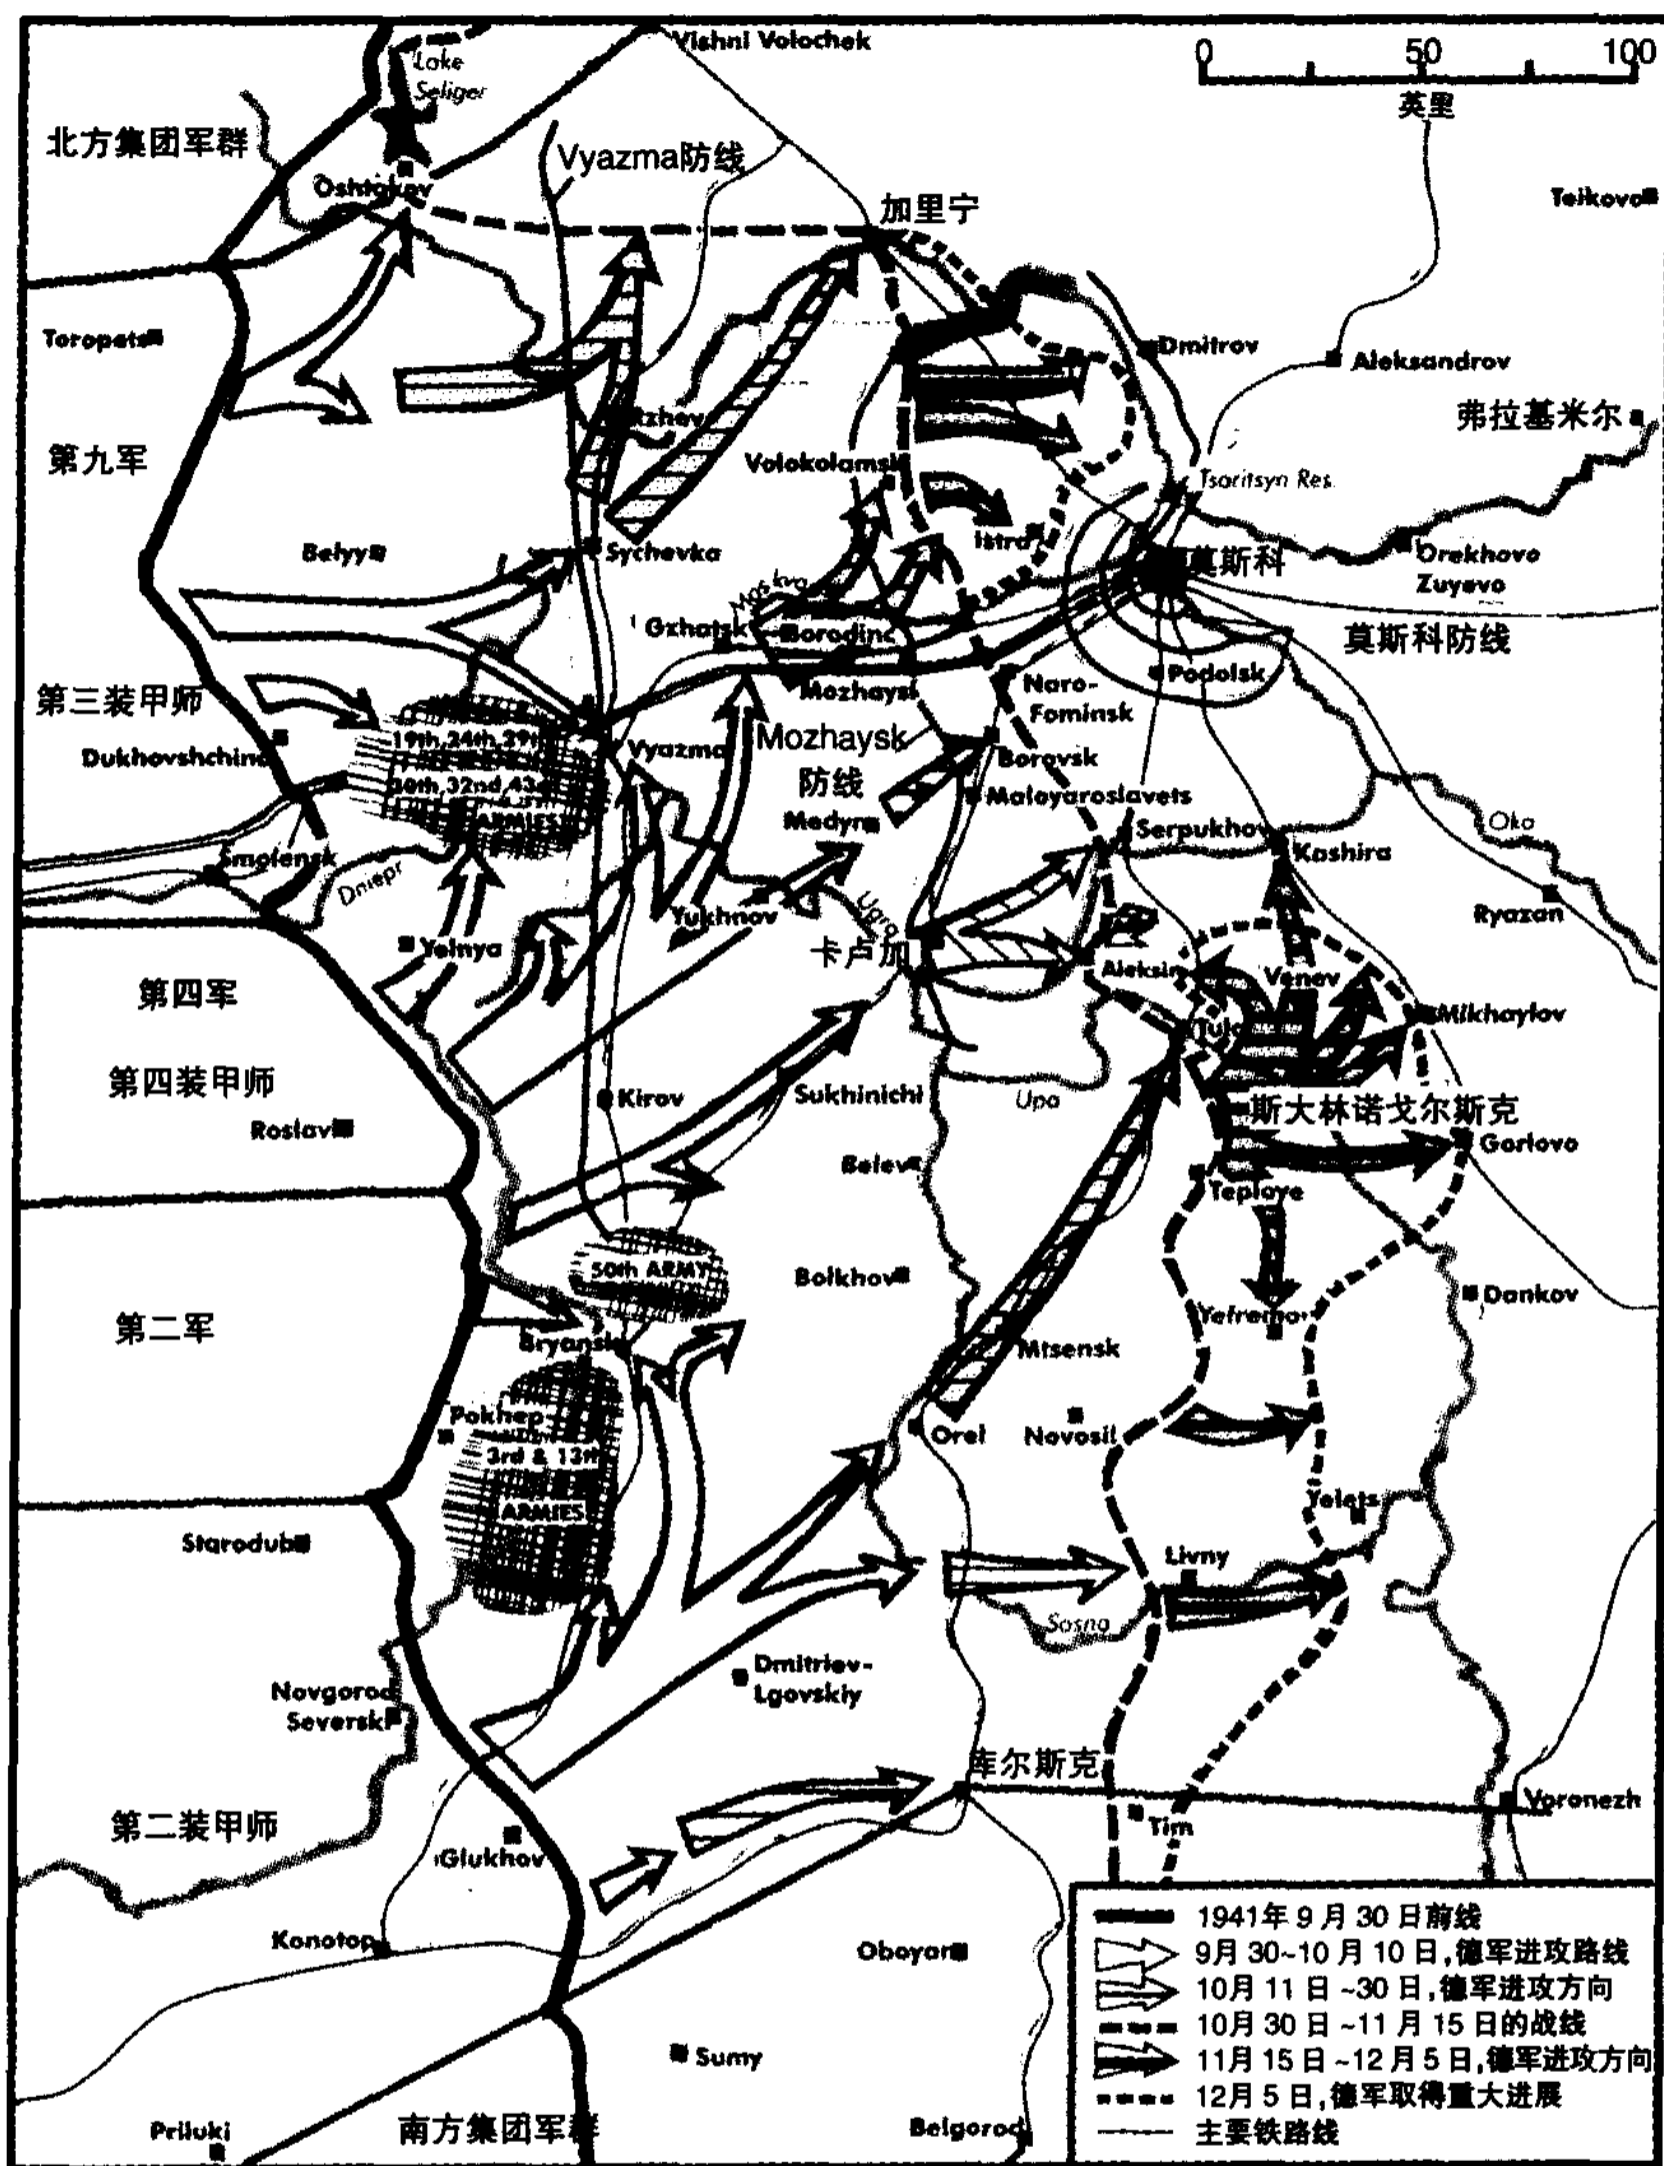 0 50 100
英里
Vishni Volochek
Lake
Seliger
北方集团军群
Vyazma防线
Oshtakov
加里宁
Teikovo
Toropets
Dmitrov
Aleksandrov
弗拉基米尔
Rzhev
第九军
Volokolamsk
Tsaritsyn Res.
Belyy
Sychevka
Istra
莫斯科
Orekhovo
Zuyevo
Moskva
Gzhatsk
Borodino
莫斯科防线
第三装甲师
Mozhaysk
Naro-
Fominsk
Podolsk
Dukhovshchina
19th,24th,29th
30th,32nd,43d
ARMIES
Vyazma
Mozhaysk
防线
Borovsk
Maloyaroslavets
Medyn
Serpukhov
Kashira
Oka
Smolensk
Dniepr
Yukhnov
Ugra
Ryazan
Yelnya
卡卢加
Aleksin
Venev
第四军
Tula
Mikhaylov
第四装甲师
Kirov
Sukhinichi
Upa
斯大林诺戈尔斯克
Roslavl
Gorlovo
Belev
Teploye
50th ARMY
Bolkhov
Dankov
第二军
Bryansk
Yefremov
Mtsensk
Pokhep
3rd & 13th
ARMIES
Orel
Novosil
Yelets
Starodub
Livny
Sosna
Novgorod
Severski
Dmitriev-
Lgovskiy
库尔斯克
第二装甲师
Glukhov
Tim
Voronezh
Konotop
Oboyan
Sumy
Priluki
南方集团军群
Belgorod
1941年9月30日前线
9月30~10月10日,德军进攻路线
10月11日~30日,德军进攻方向
10月30日~11月15日的战线
11月15日~12月5日,德军进攻方向
12月5日,德军取得重大进展
主要铁路线